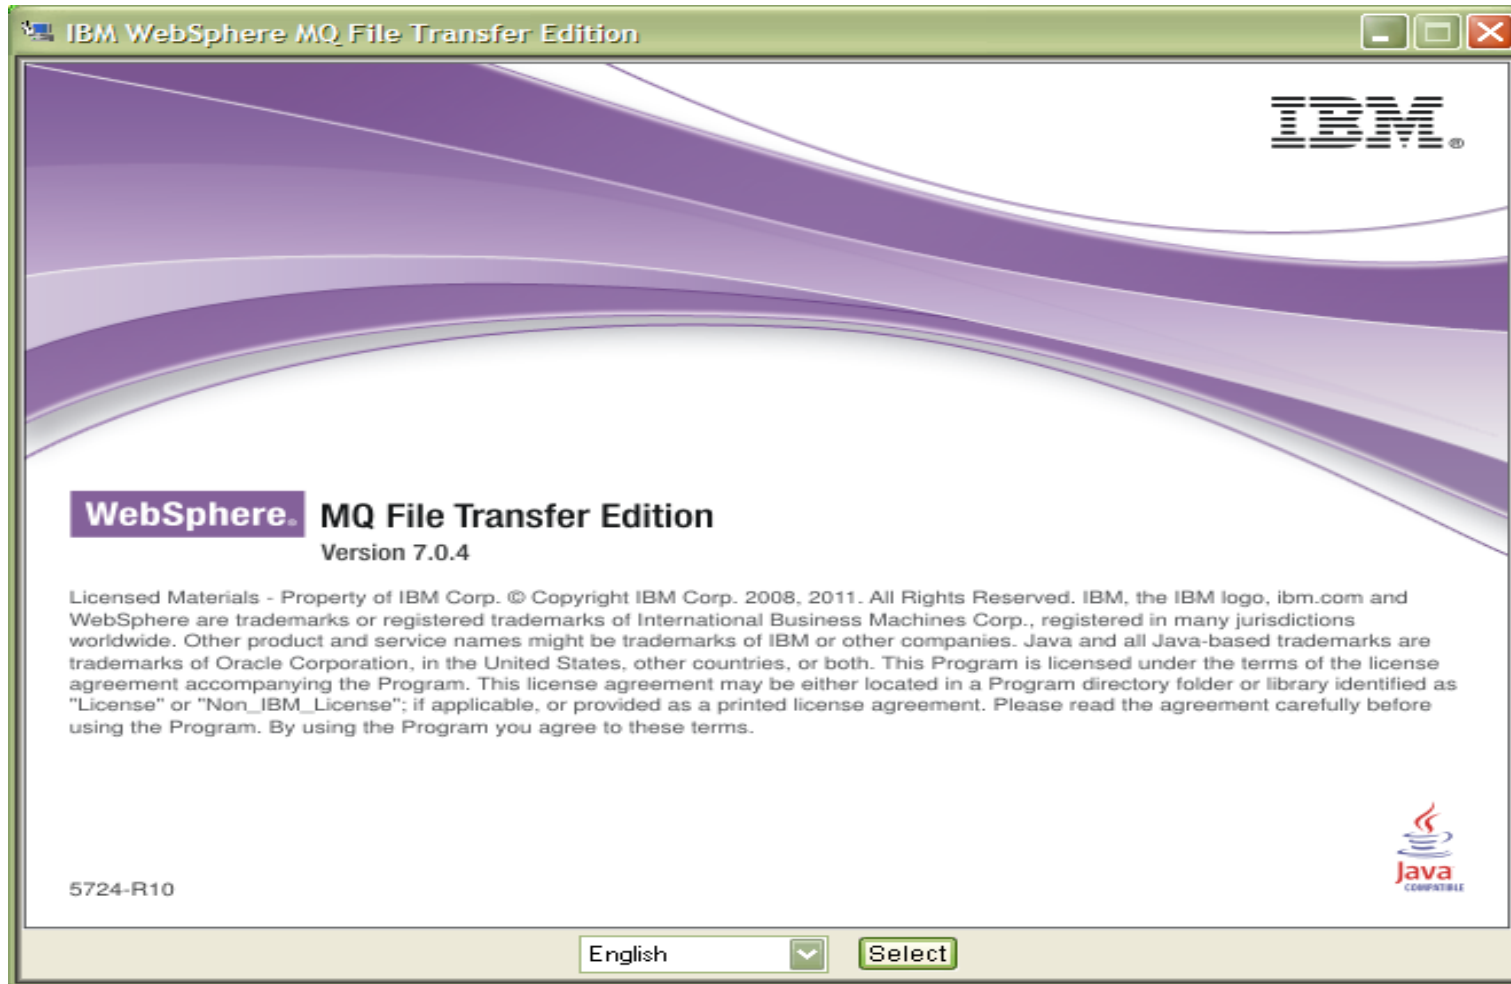 IBM WebSphere MQ File Transfer Edition
IBM®
WebSphere® MQ File Transfer Edition
Version 7.0.4
Licensed Materials - Property of IBM Corp. © Copyright IBM Corp. 2008, 2011. All Rights Reserved. IBM, the IBM logo, ibm.com and
WebSphere are trademarks or registered trademarks of International Business Machines Corp., registered in many jurisdictions
worldwide. Other product and service names might be trademarks of IBM or other companies. Java and all Java-based trademarks are
trademarks of Oracle Corporation, in the United States, other countries, or both. This Program is licensed under the terms of the license
agreement accompanying the Program. This license agreement may be either located in a Program directory folder or library identified as
"License" or "Non_IBM_License"; if applicable, or provided as a printed license agreement. Please read the agreement carefully before
using the Program. By using the Program you agree to these terms.
Java
COMPATIBLE
5724-R10
English Select